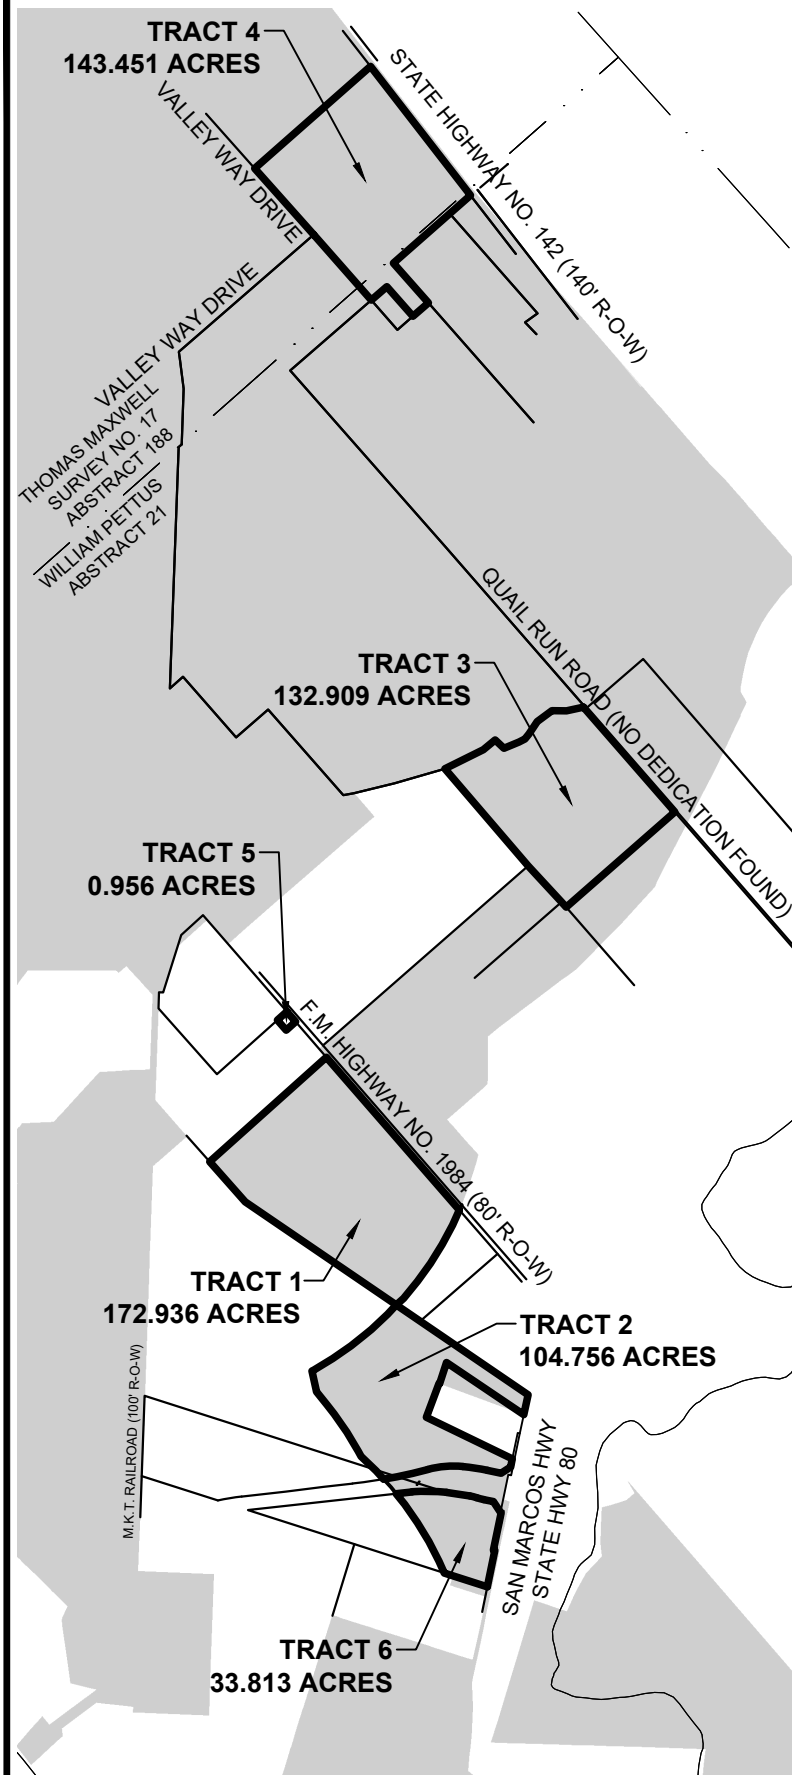 TRACT 4
143.451 ACRES
STATE HIGHWAY NO. 142 (140' R-O-W)
VALLEY WAY DRIVE
VALLEY WAY DRIVE
THOMAS MAXWELL
SURVEY NO. 17
ABSTRACT 188
WILLIAM PETTUS
ABSTRACT 21
QUAIL RUN ROAD (NO DEDICATION FOUND)
TRACT 3
132.909 ACRES
TRACT 5
0.956 ACRES
F.M. HIGHWAY NO. 1984 (80' R-O-W)
TRACT 1
172.936 ACRES
TRACT 2
104.756 ACRES
M.K.T. RAILROAD (100' R-O-W)
SAN MARCOS HWY
STATE HWY 80
TRACT 6
33.813 ACRES